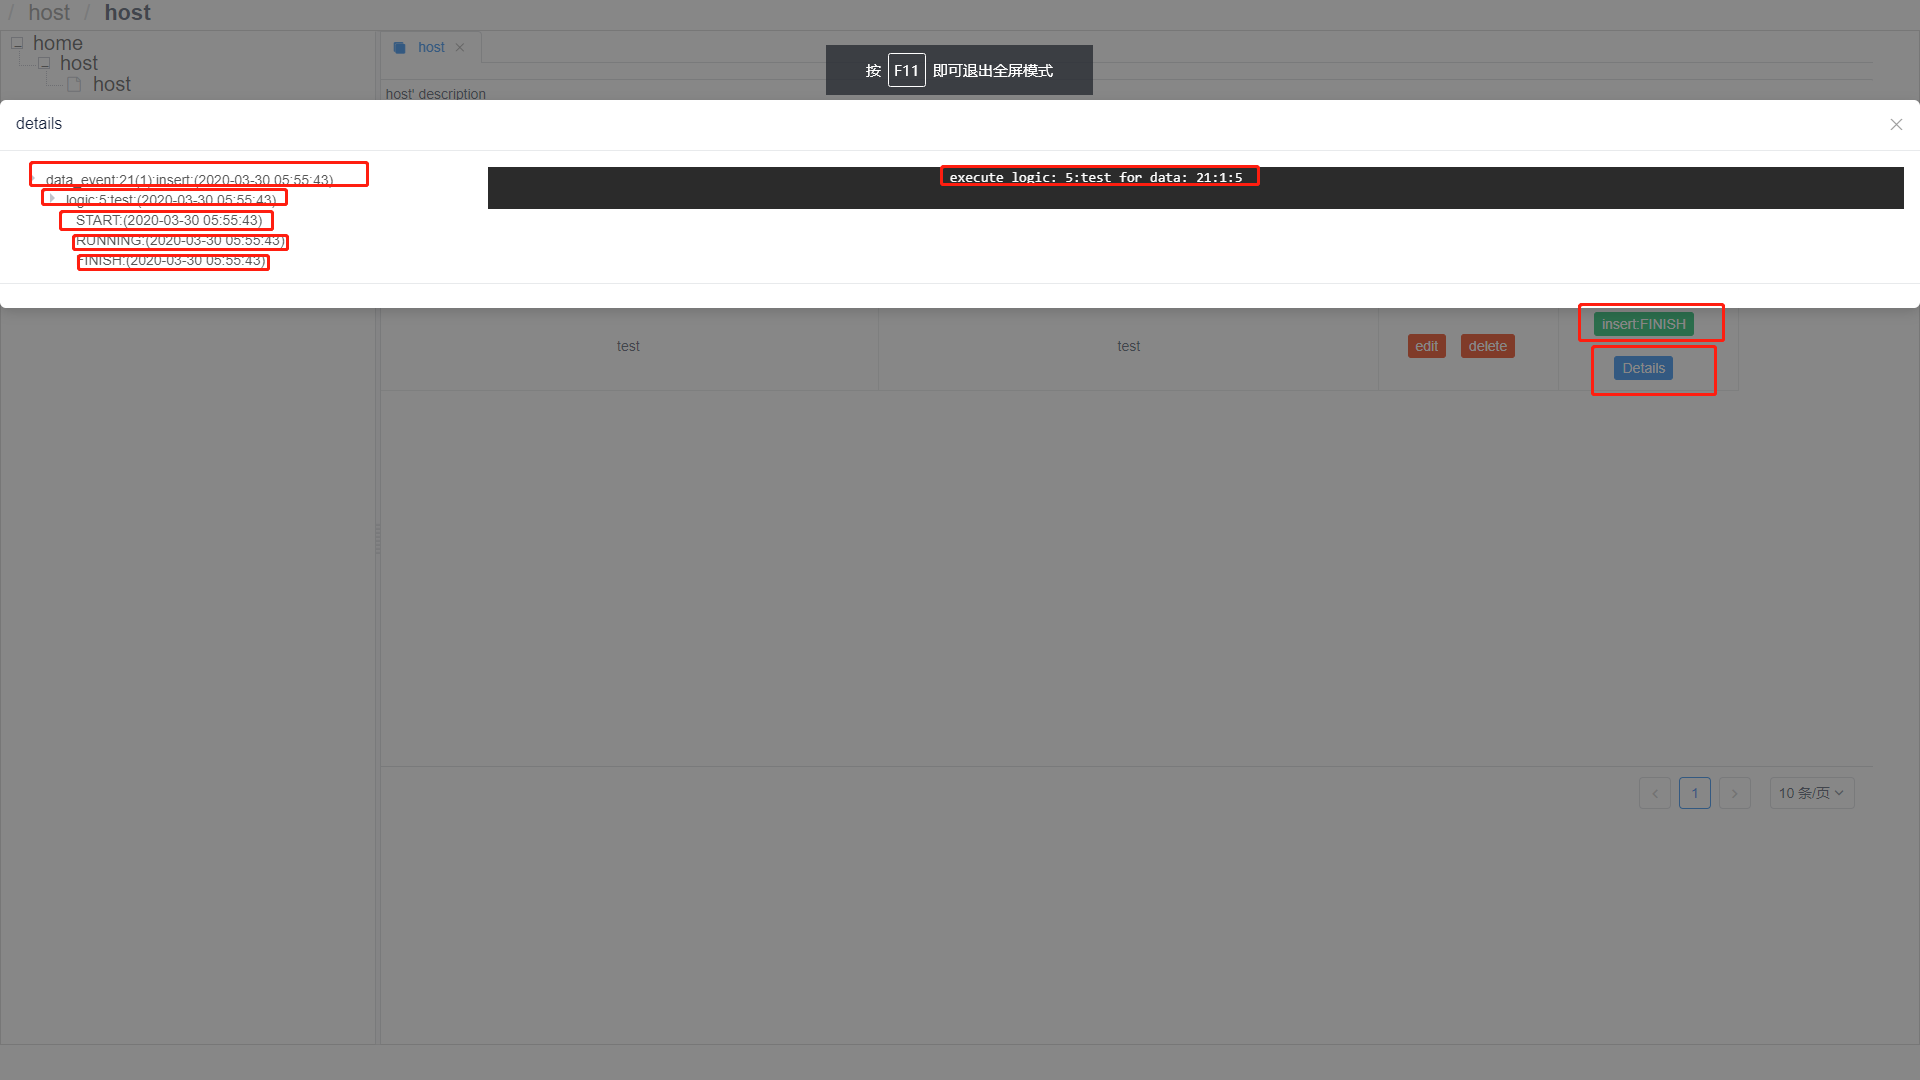 / host / host
home
host
host
host
按 F11 即可退出全屏模式
host' description
details
data_event:21(1):insert:(2020-03-30 05:55:43)
logic:5:test:(2020-03-30 05:55:43)
START:(2020-03-30 05:55:43)
RUNNING:(2020-03-30 05:55:43)
FINISH:(2020-03-30 05:55:43)
execute logic: 5:test for data: 21:1:5
test test edit delete insert:FINISH
Details
1 10 条/页